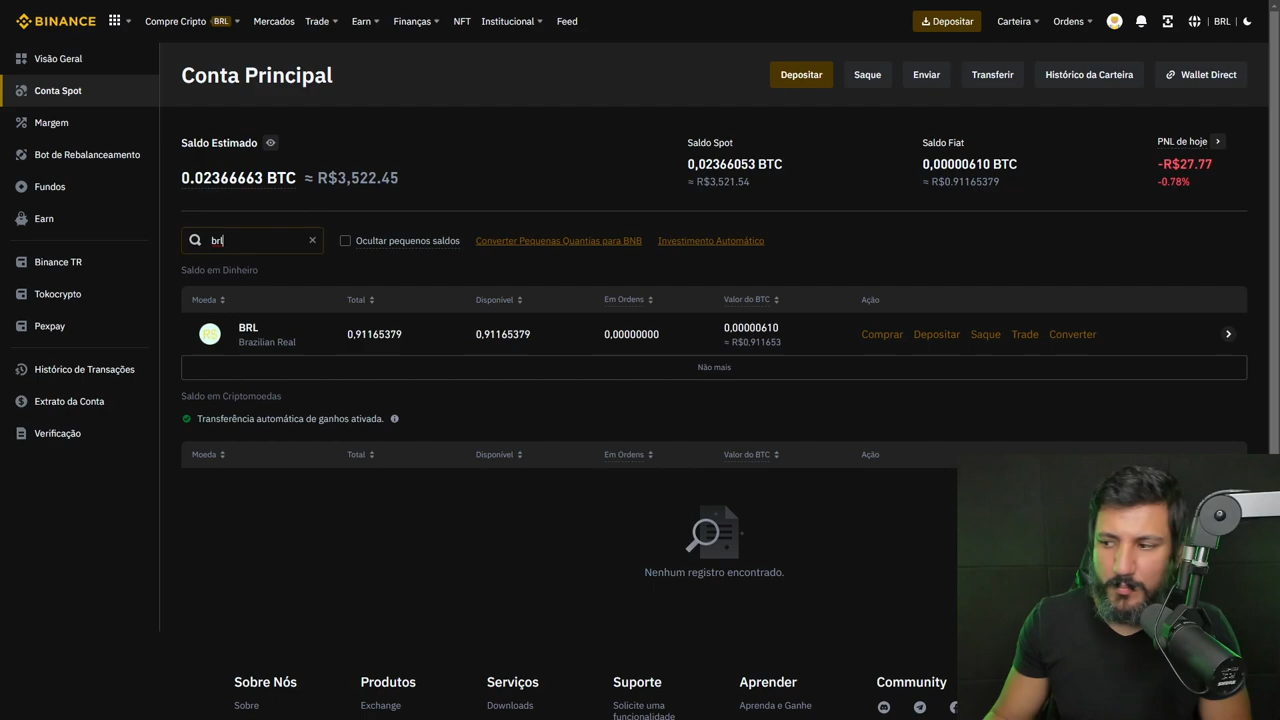 BINANCE
Compre Cripto BRL Mercados Trade Earn Finanças NFT Institucional Feed
Depositar Carteira Ordens BRL
Visão Geral
Conta Spot
Margem
Bot de Rebalanceamento
Fundos
Earn
Binance TR
Tokocrypto
Pexpay
Histórico de Transações
Extrato da Conta
Verificação
Conta Principal
Depositar Saque Enviar Transferir Histórico da Carteira Wallet Direct
Saldo Estimado
0.02366663 BTC ≈ R$3,522.45
Saldo Spot
0,02366053 BTC
≈ R$3,521.54
Saldo Fiat
0,00000610 BTC
≈ R$0.91165379
PNL de hoje
-R$27.77
-0.78%
brl
Ocultar pequenos saldos Converter Pequenas Quantias para BNB Investimento Automático
Saldo em Dinheiro
Moeda Total Disponível Em Ordens Valor do BTC Ação
R$ BRL
Brazilian Real
0,91165379 0,91165379 0,00000000
0,00000610
≈ R$0,911653
Comprar Depositar Saque Trade Converter
Não mais
Saldo em Criptomoedas
Transferência automática de ganhos ativada.
Moeda Total Disponível Em Ordens Valor do BTC Ação
Nenhum registro encontrado.
Sobre Nós
Sobre
Produtos
Exchange
Serviços
Downloads
Suporte
Solicite uma
funcionalidade
Aprender
Aprenda e Ganhe
Community